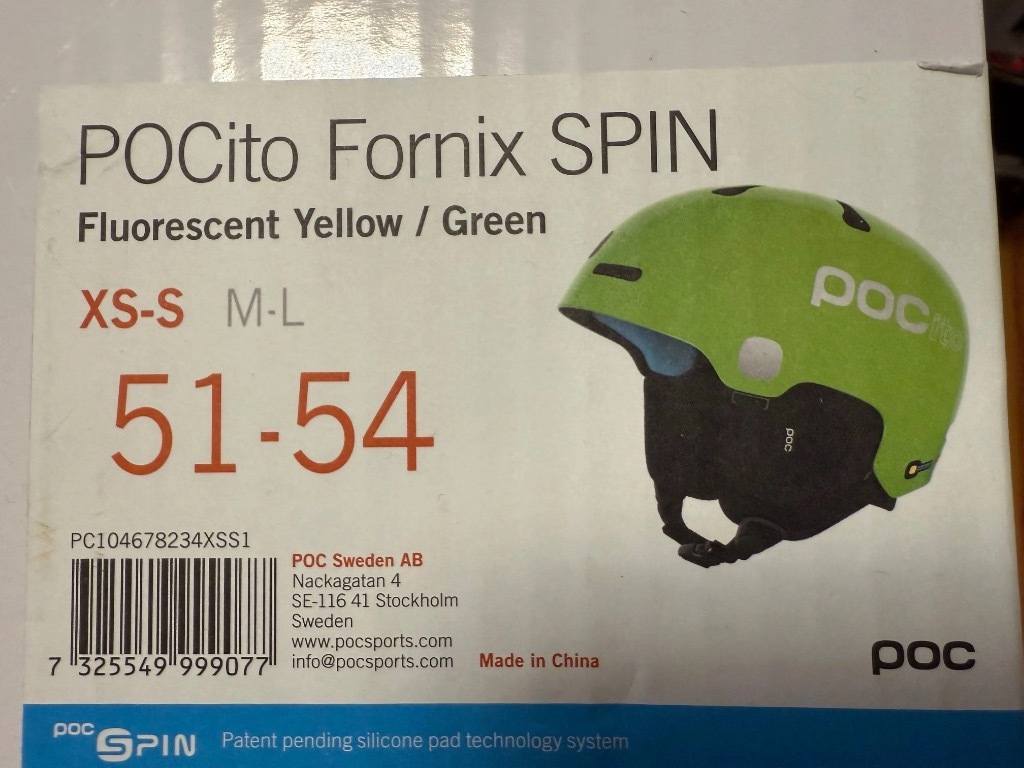 POCito Fornix SPIN
Fluorescent Yellow / Green
XS-S M-L
51-54
poc
poc
PC104678234XSS1
7 325549 999077
POC Sweden AB
Nackagatan 4
SE-116 41 Stockholm
Sweden
www.pocsports.com
info@pocsports.com
Made in China
poc
poc SPIN Patent pending silicone pad technology system